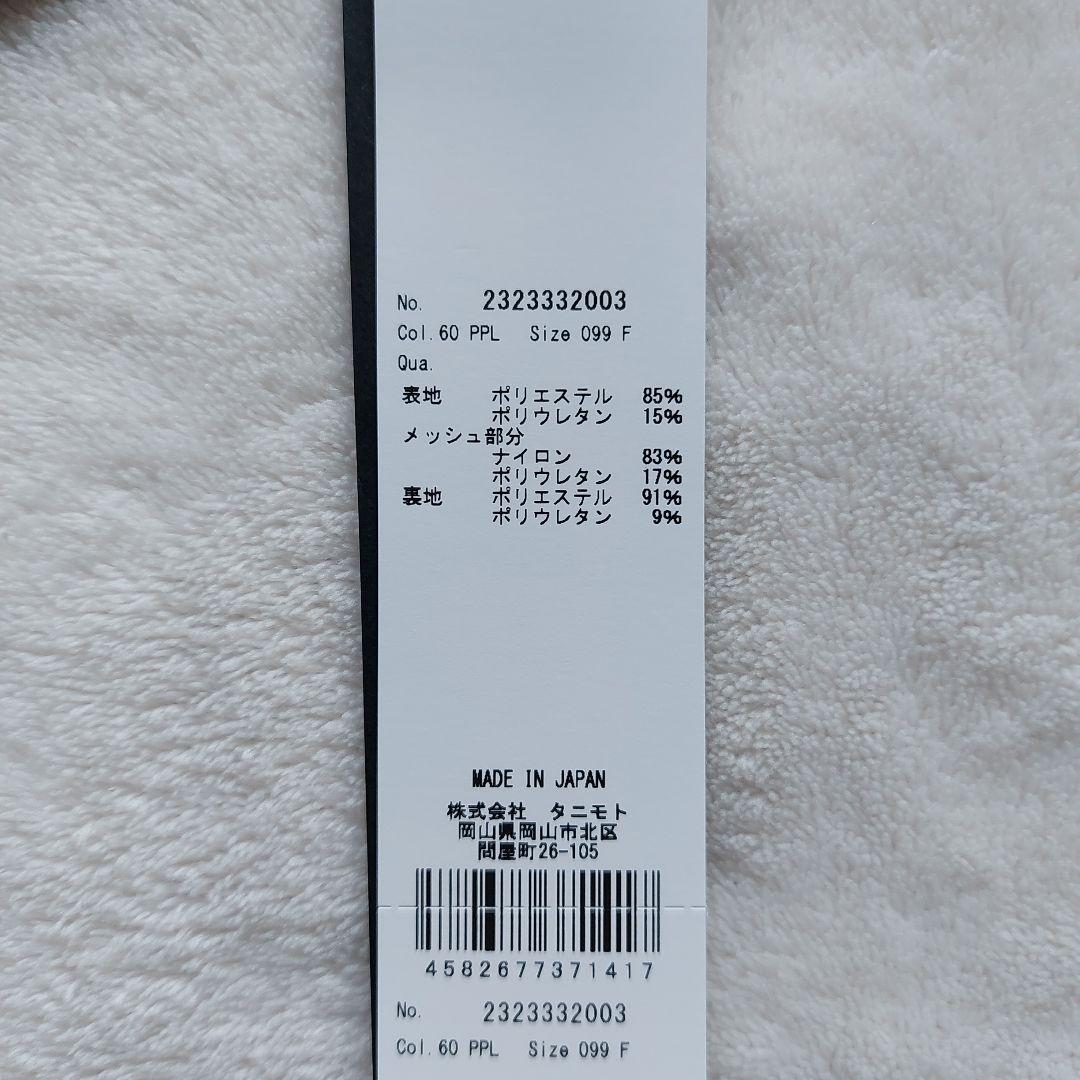 No. 2323332003
Col.60 PPL Size 099 F
Qua.
表地 ポリエステル 85%
ポリウレタン 15%
メッシュ部分
ナイロン 83%
ポリウレタン 17%
裏地 ポリエステル 91%
ポリウレタン 9%
MADE IN JAPAN
株式会社 タニモト
岡山県岡山市北区
問屋町26-105
4582677371417
No. 2323332003
Col.60 PPL Size 099 F